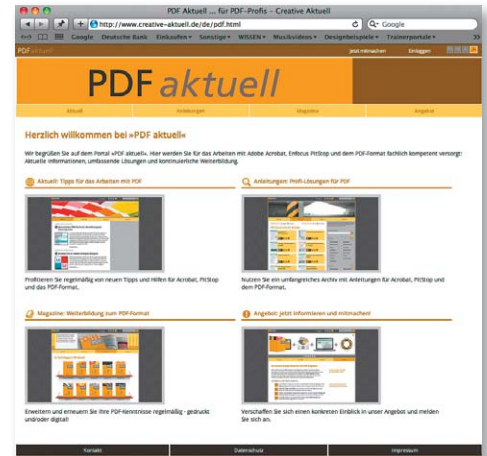 PDF Aktuell ... für PDF-Profis - Creative Aktuell
http://www.creative-aktuell.de/de/pdf.html
Google
Google Deutsche Bank Einkaufen Sonstige WISSEN Musikvideos Designbeispiele Trainerportale
PDF aktuell
Jetzt mitmachen Einloggen
PDF aktuell
Aktuell Anleitungen Magazine Angebot
Herzlich willkommen bei »PDF aktuell«
Wir begrüßen Sie auf dem Portal »PDF aktuell«. Hier werden Sie für das Arbeiten mit Adobe Acrobat, Enfocus PitStop und dem PDF-Format fachlich kompetent versorgt:
Aktuelle Informationen, umfassende Lösungen und kontinuierliche Weiterbildung.
Aktuell: Tipps für das Arbeiten mit PDF
Profitieren Sie regelmäßig von neuen Tipps und Hilfen für Acrobat, PitStop
und das PDF-Format.
Anleitungen: Profi-Lösungen für PDF
Nutzen Sie ein umfangreiches Archiv mit Anleitungen für Acrobat, PitStop und
dem PDF-Format.
Magazine: Weiterbildung zum PDF-Format
Erweitern und erneuern Sie ihre PDF-Kenntnisse regelmäßig - gedruckt
undroder digital!
Angebot: Jetzt informieren und mitmachen!
Verschaffen Sie sich einen konkreten Einblick in unser Angebot und melden
Sie sich an.
Kontakt Datenschutz Impressum